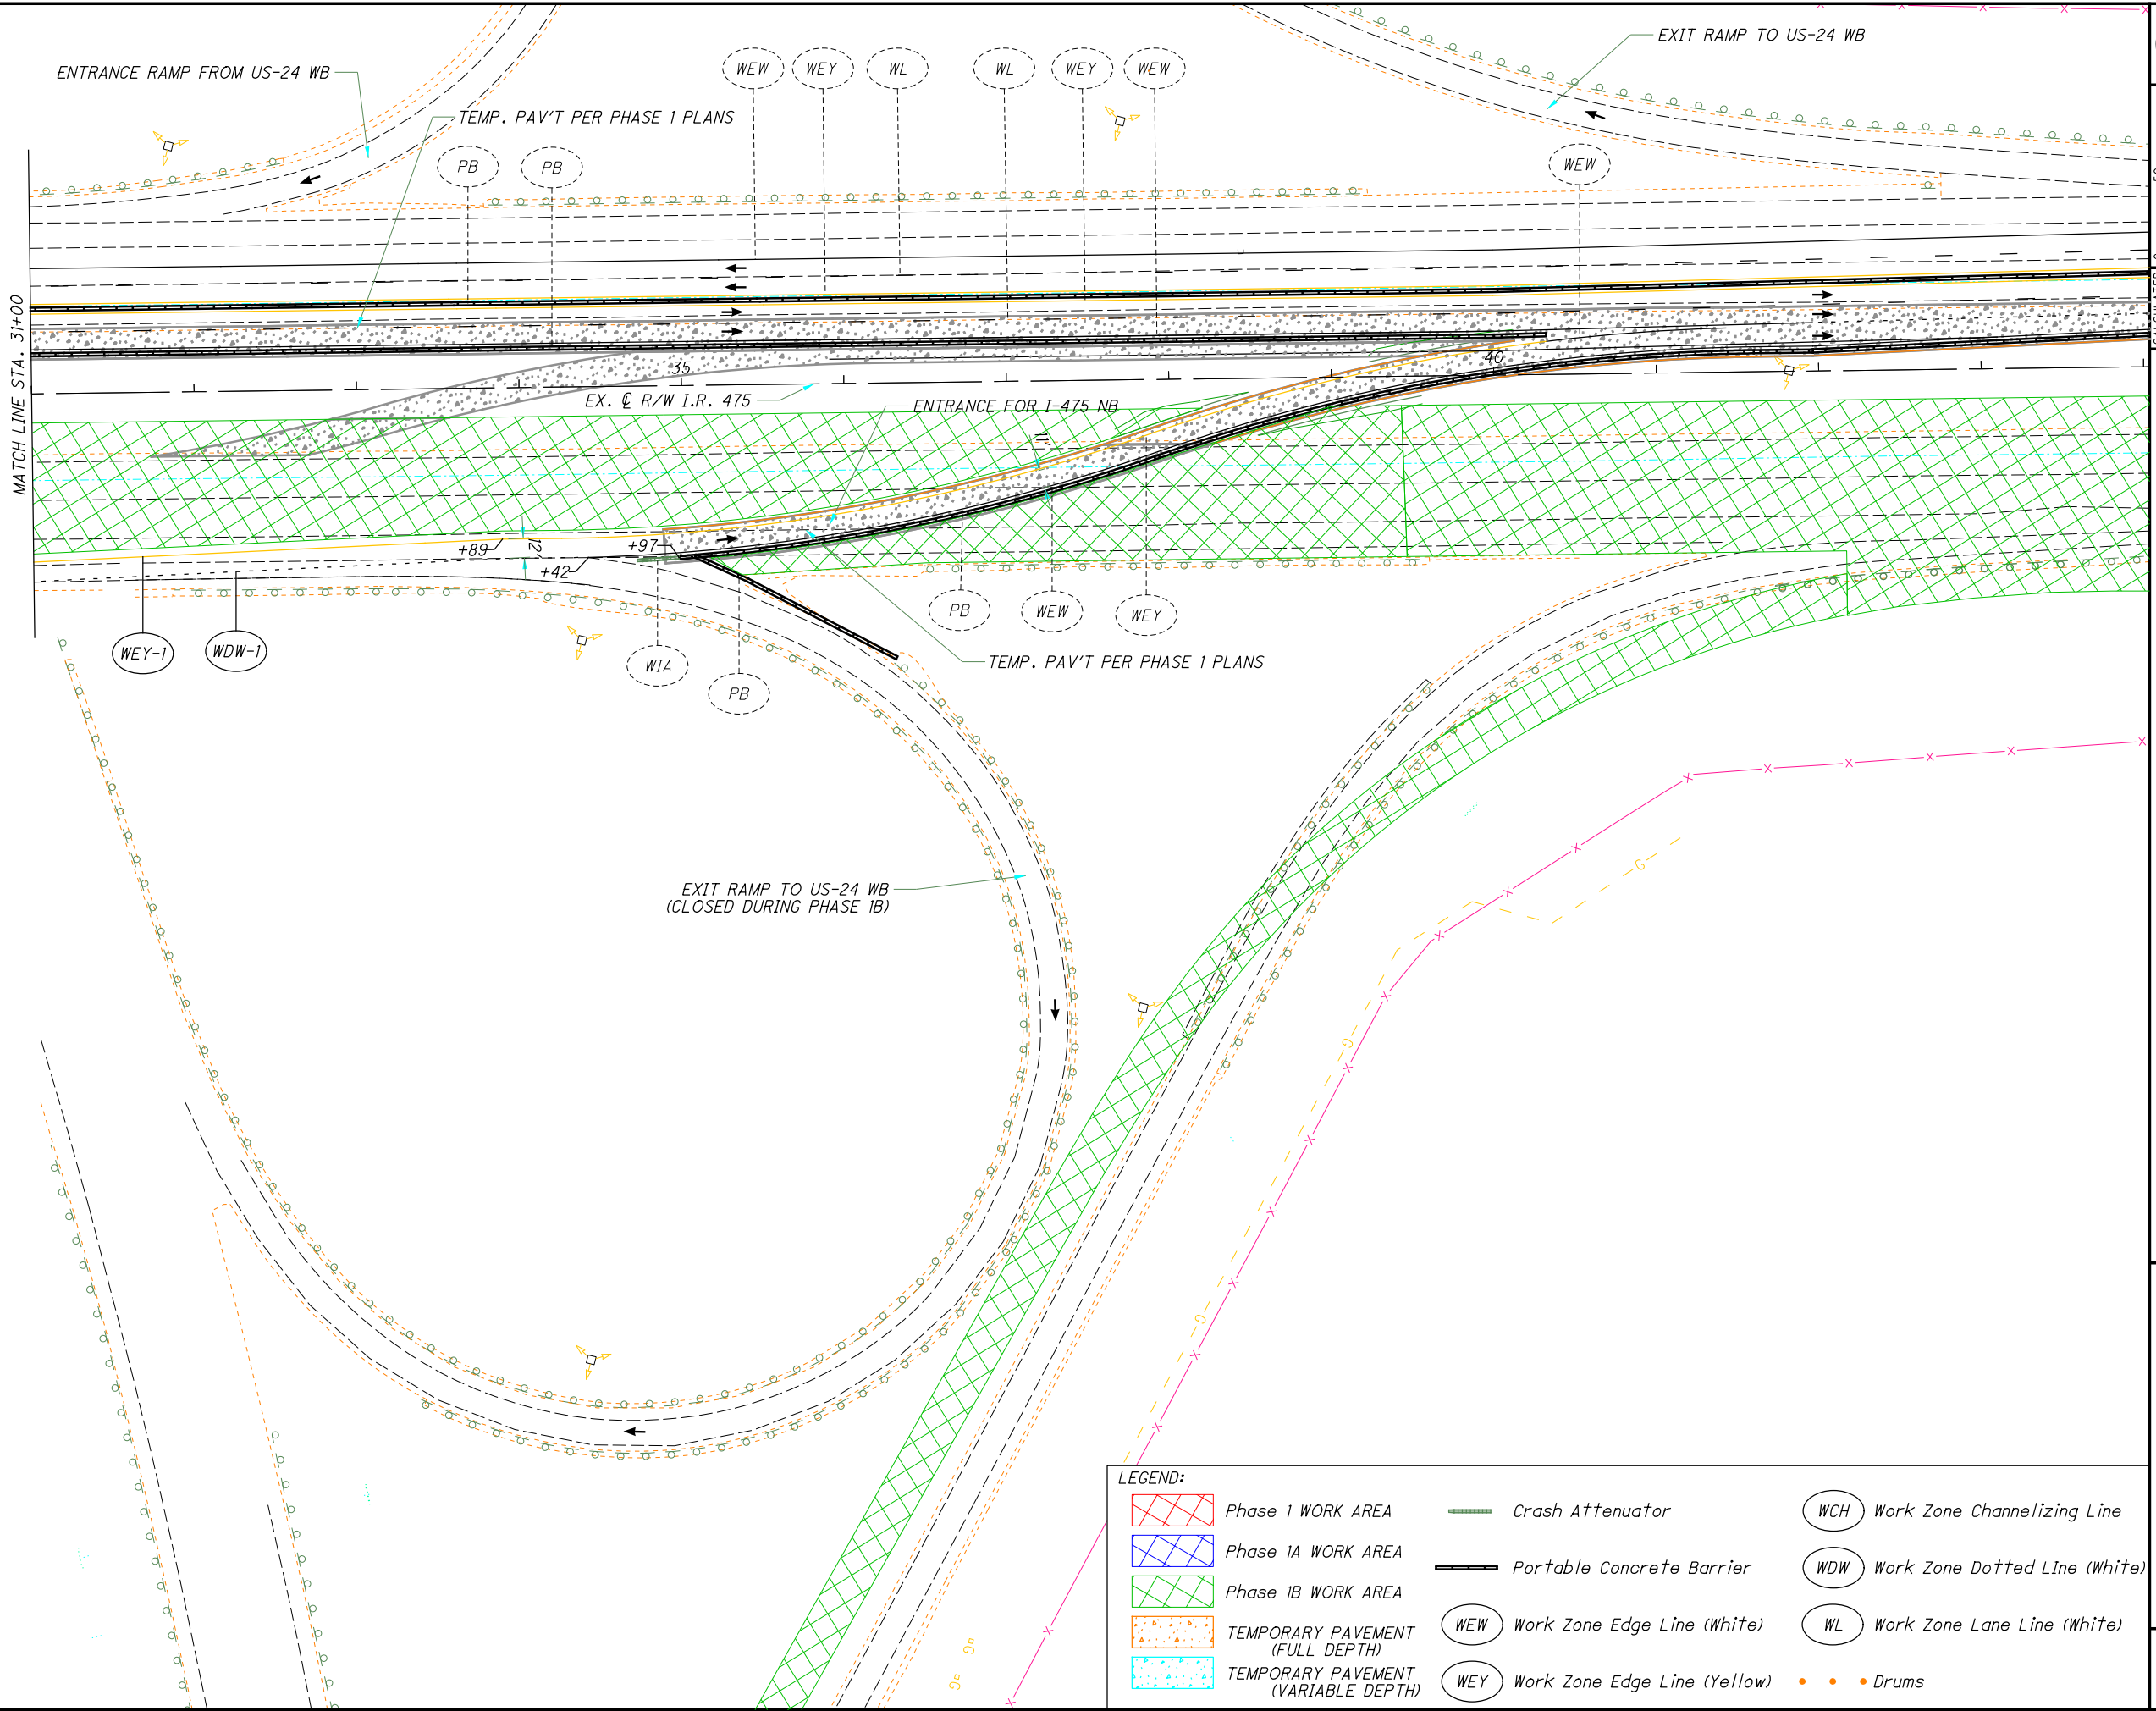 ENTRANCE RAMP FROM US-24 WB
EXIT RAMP TO US-24 WB
WEW
WEY
WL
WL
WEY
WEW
TEMP. PAV'T PER PHASE 1 PLANS
PB
PB
WEW
MATCH LINE STA. 31+00
35
40
EX. ℄ R/W I.R. 475
ENTRANCE FOR I-475 NB
11'
+89
12'
+42
+97
WEY-1
WDW-1
WIA
PB
PB
WEW
WEY
TEMP. PAV'T PER PHASE 1 PLANS
EXIT RAMP TO US-24 WB
(CLOSED DURING PHASE 1B)
G
G
G
G
G
LEGEND:
Phase 1 WORK AREA
Phase 1A WORK AREA
Phase 1B WORK AREA
TEMPORARY PAVEMENT
(FULL DEPTH)
TEMPORARY PAVEMENT
(VARIABLE DEPTH)
Crash Attenuator
Portable Concrete Barrier
WEW Work Zone Edge Line (White)
WEY Work Zone Edge Line (Yellow)
WCH Work Zone Channelizing Line
WDW Work Zone Dotted LIne (White)
WL Work Zone Lane Line (White)
Drums